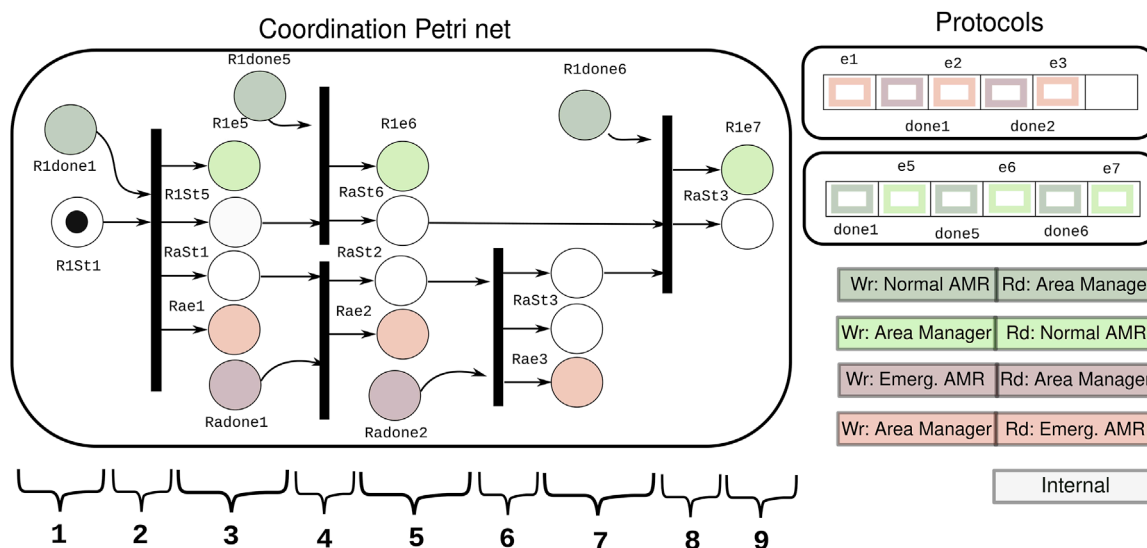 Coordination Petri net
R1done5
R1done6
R1done1
R1e5
R1e6
R1e7
R1St5
RaSt6
RaSt3
R1St1
RaSt1
RaSt2
Rae1
Rae2
RaSt3
Rae3
Radone1
Radone2
1 2 3 4 5 6 7 8 9
Protocols
e1 e2 e3
done1 done2
e5 e6 e7
done1 done5 done6
Wr: Normal AMR Rd: Area Manage
Wr: Area Manager Rd: Normal AMR
Wr: Emerg. AMR Rd: Area Manager
Wr: Area Manager Rd: Emerg. AMR
Internal